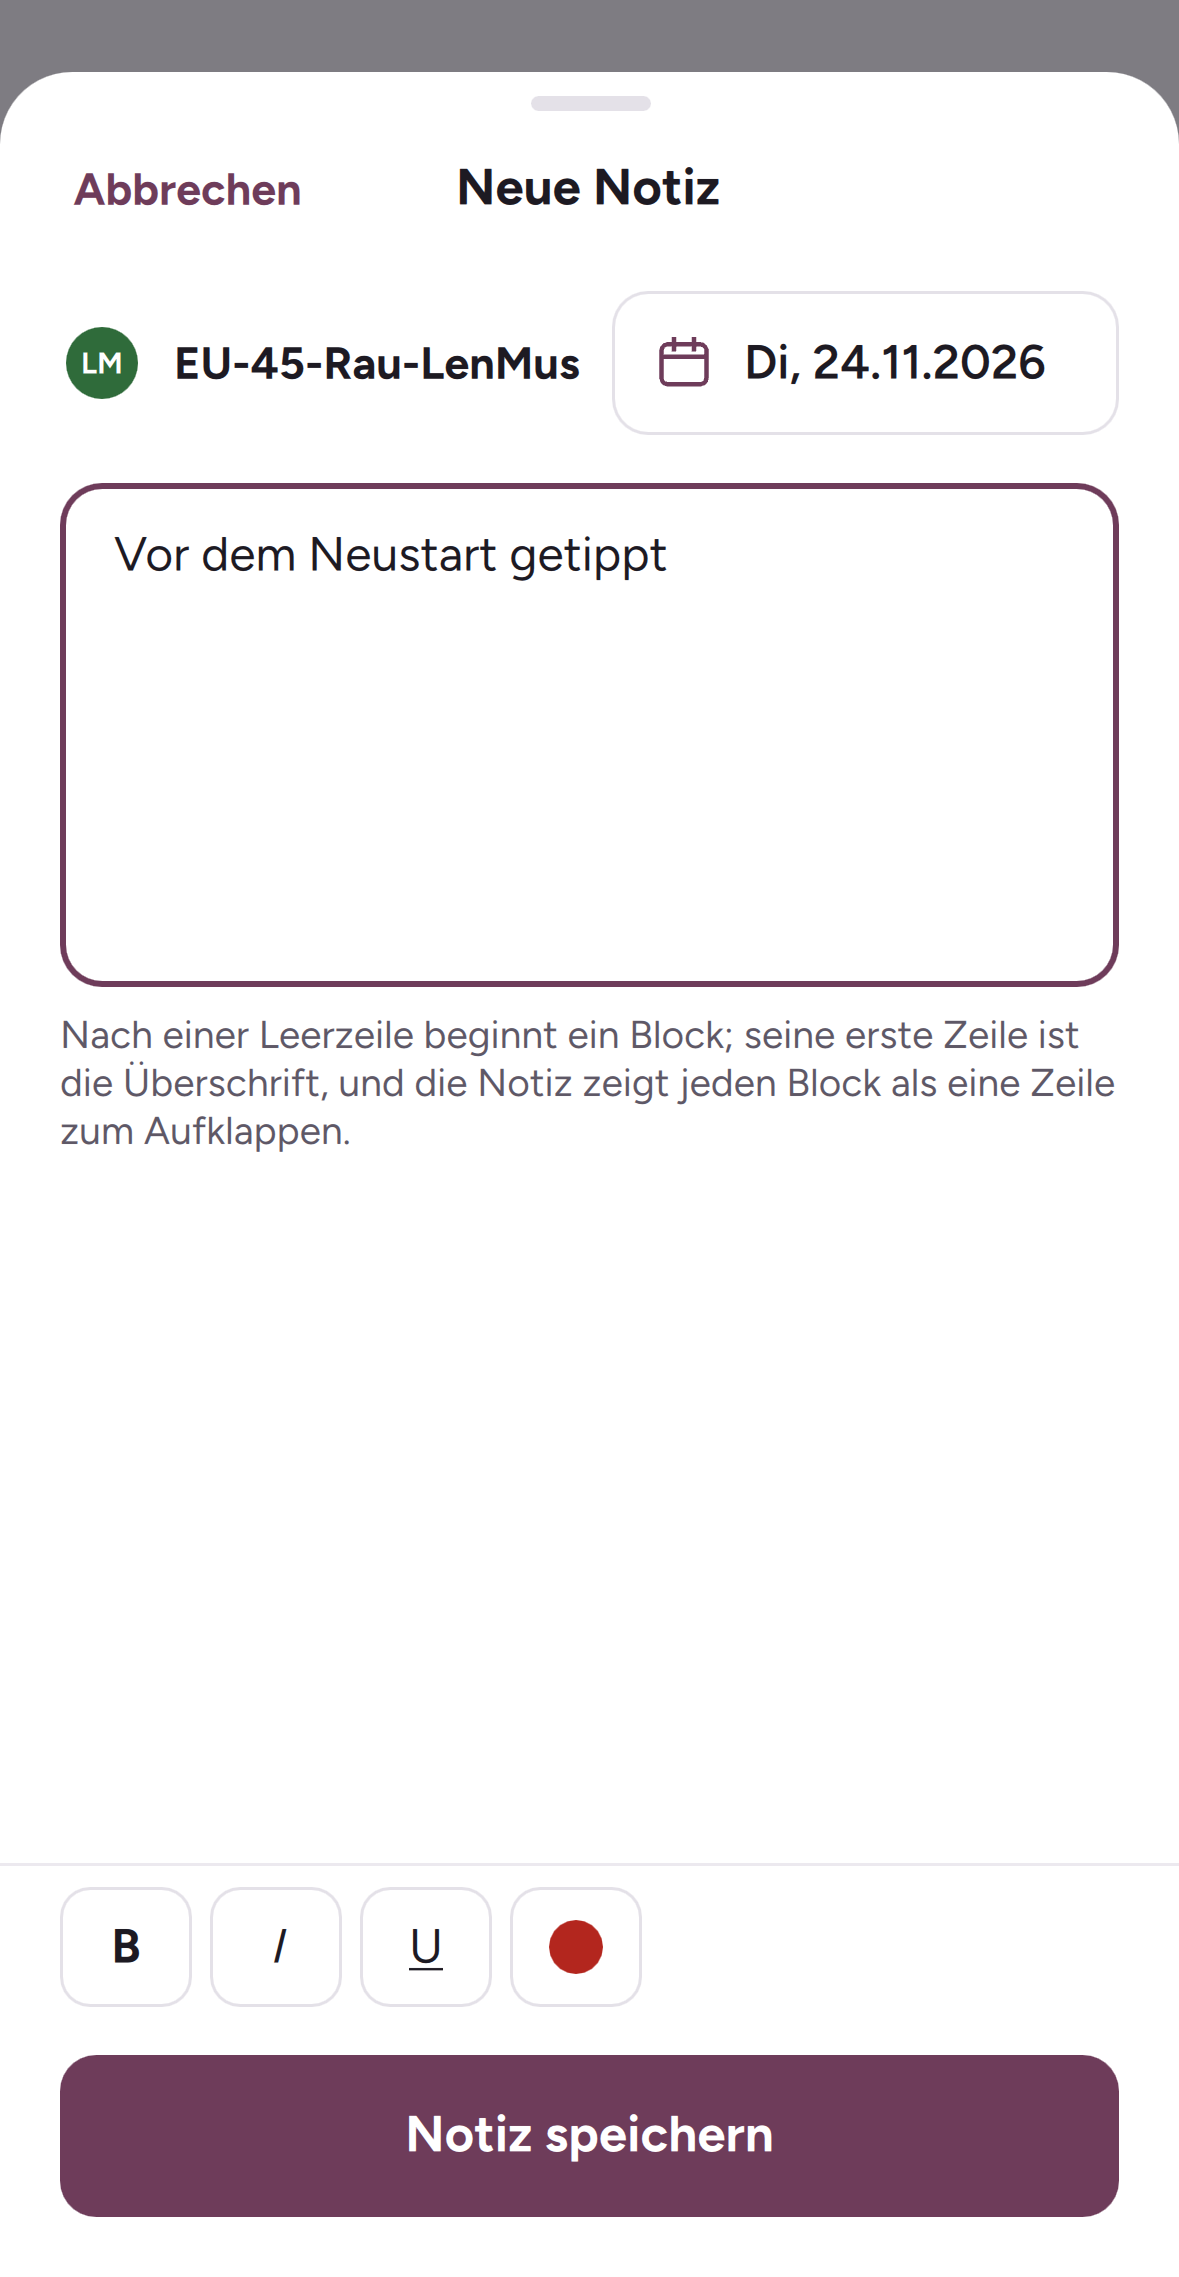 Abbrechen
Neue Notiz
LM
EU-45-Rau-LenMus
Di, 24.11.2026
Vor dem Neustart getippt
Nach einer Leerzeile beginnt ein Block; seine erste Zeile ist
die Überschrift, und die Notiz zeigt jeden Block als eine Zeile
zum Aufklappen.
B
I
U
Notiz speichern